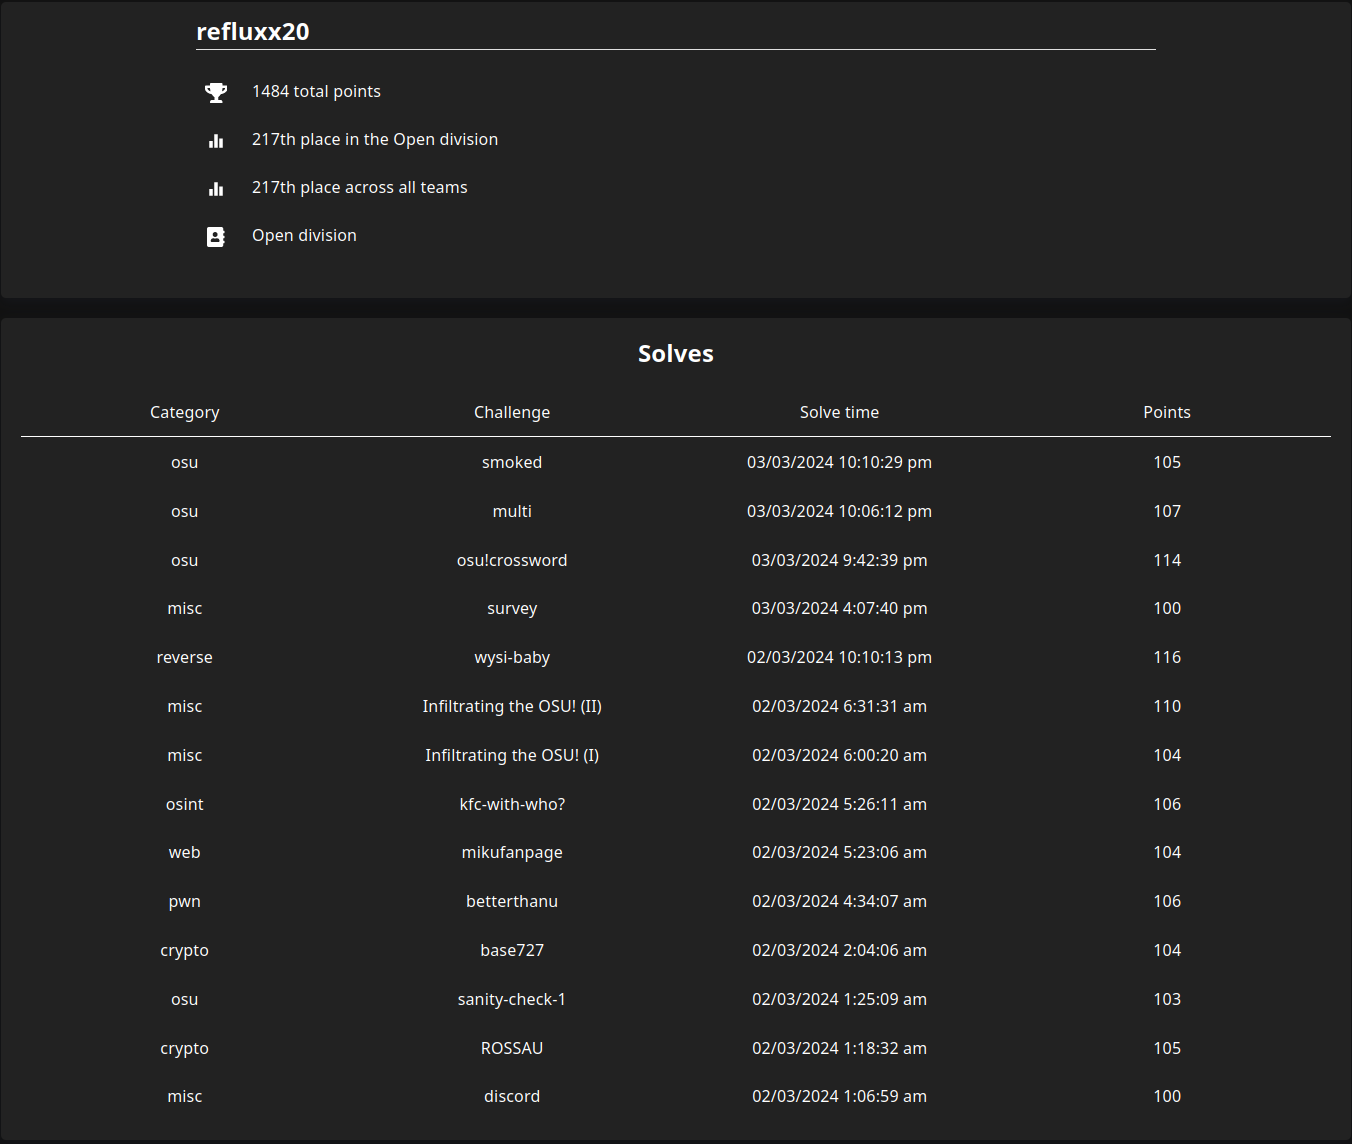 refluxx20
1484 total points
217th place in the Open division
217th place across all teams
Open division
Solves
Category Challenge Solve time Points
osu smoked 03/03/2024 10:10:29 pm 105
osu multi 03/03/2024 10:06:12 pm 107
osu osu!crossword 03/03/2024 9:42:39 pm 114
misc survey 03/03/2024 4:07:40 pm 100
reverse wysi-baby 02/03/2024 10:10:13 pm 116
misc Infiltrating the OSU! (II) 02/03/2024 6:31:31 am 110
misc Infiltrating the OSU! (I) 02/03/2024 6:00:20 am 104
osint kfc-with-who? 02/03/2024 5:26:11 am 106
web mikufanpage 02/03/2024 5:23:06 am 104
pwn betterthanu 02/03/2024 4:34:07 am 106
crypto base727 02/03/2024 2:04:06 am 104
osu sanity-check-1 02/03/2024 1:25:09 am 103
crypto ROSSAU 02/03/2024 1:18:32 am 105
misc discord 02/03/2024 1:06:59 am 100